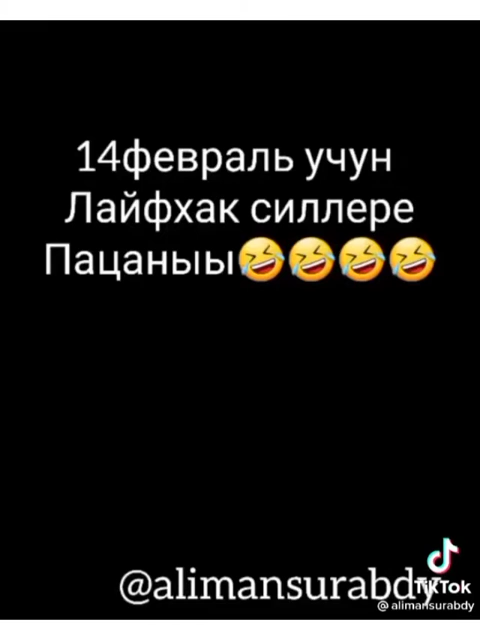 14февраль учун
Лайфхак силлере
Пацаныы🤣🤣🤣🤣
@alimansurabdy
TikTok
@alimansurabdy